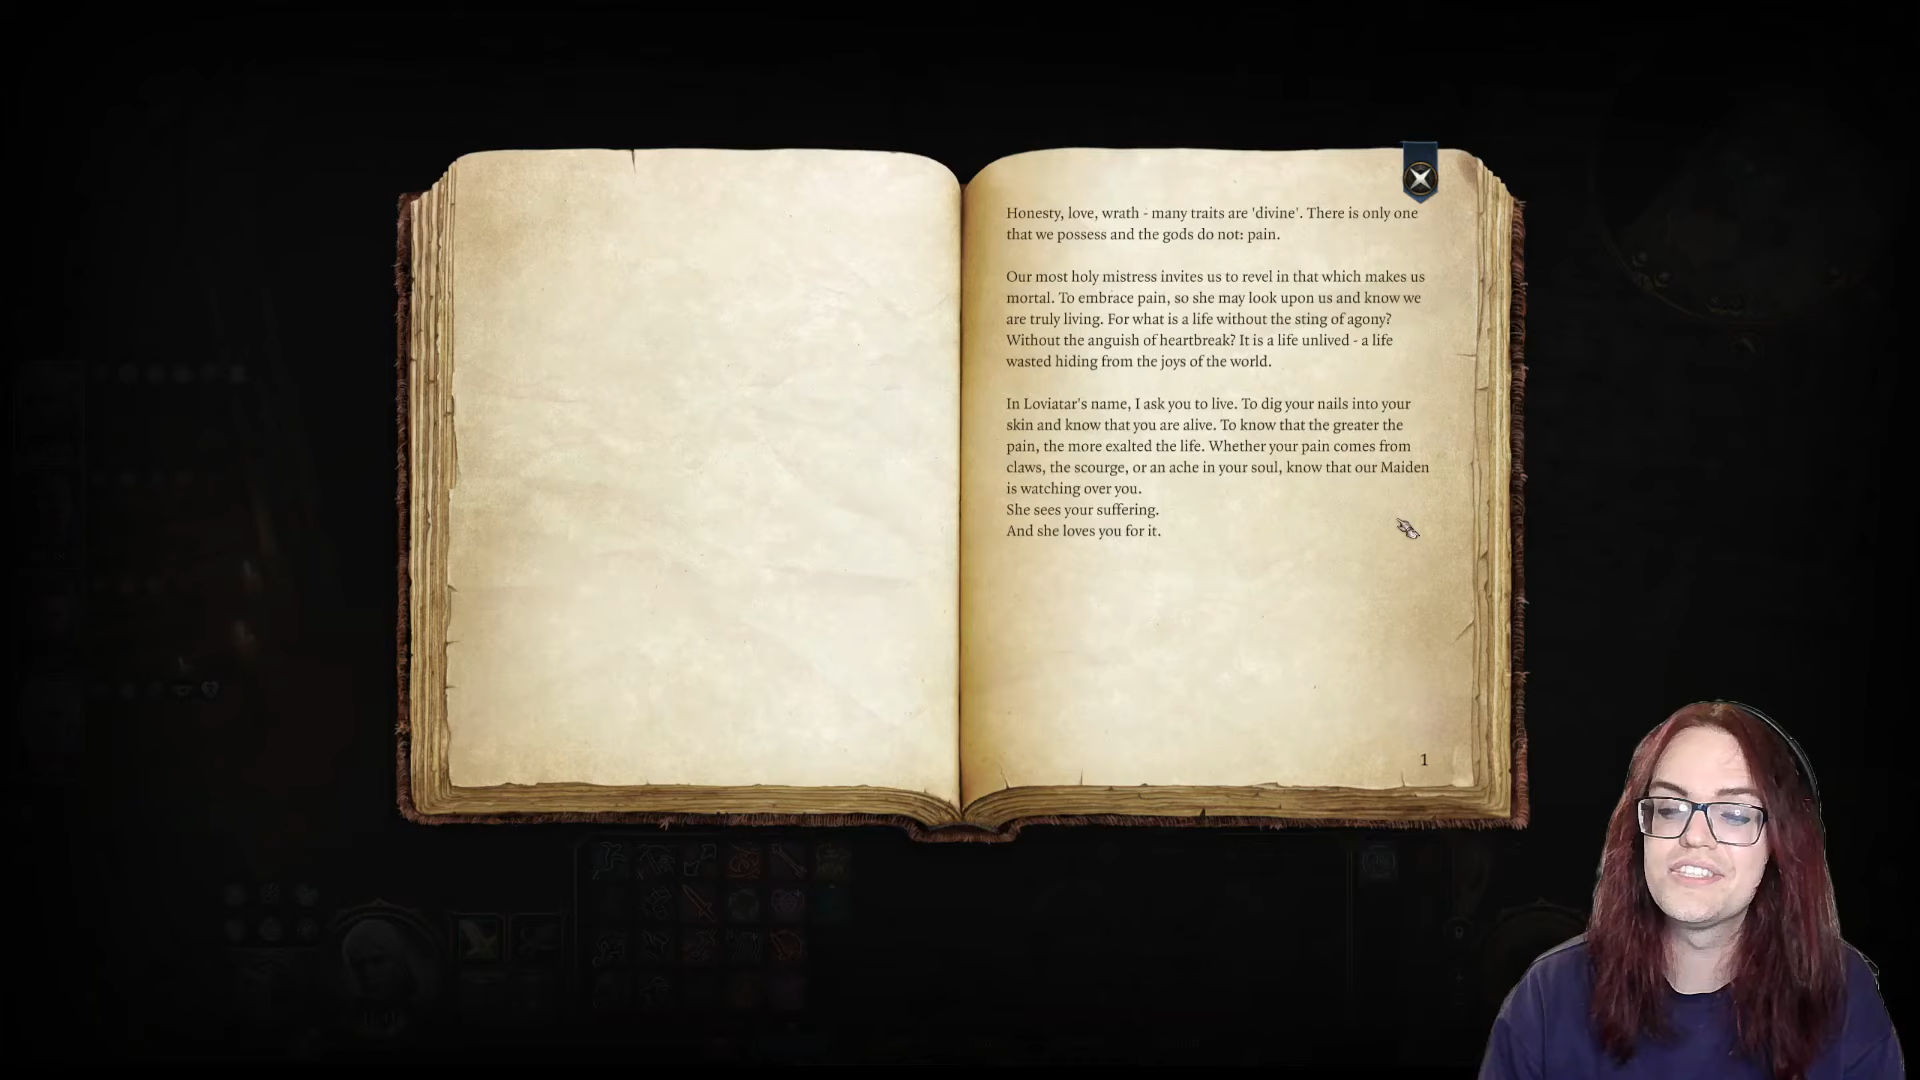 Honesty, love, wrath - many traits are 'divine'. There is only one
that we possess and the gods do not: pain.
Our most holy mistress invites us to revel in that which makes us
mortal. To embrace pain, so she may look upon us and know we
are truly living. For what is a life without the sting of agony?
Without the anguish of heartbreak? It is a life unlived - a life
wasted hiding from the joys of the world.
In Loviatar's name, I ask you to live. To dig your nails into your
skin and know that you are alive. To know that the greater the
pain, the more exalted the life. Whether your pain comes from
claws, the scourge, or an ache in your soul, know that our Maiden
is watching over you.
She sees your suffering.
And she loves you for it.
1